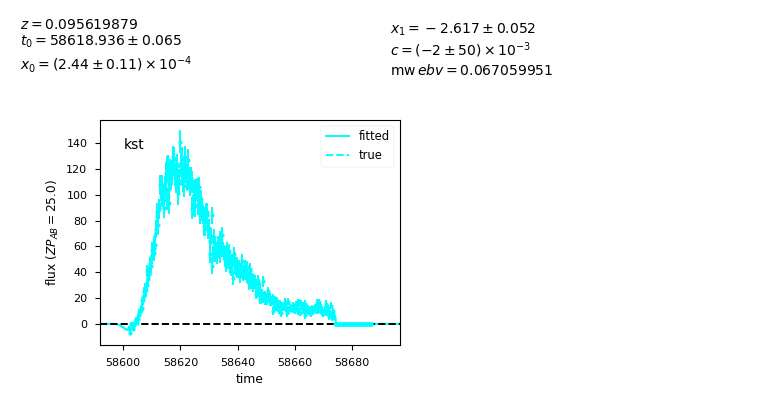 z = 0.095619879
t₀ = 58618.936 ± 0.065
x₀ = (2.44 ± 0.11) × 10⁻⁴
x₁ = − 2.617 ± 0.052
c = (−2 ± 50) × 10⁻³
mw ebv = 0.067059951
kst
fitted
true
flux (ZP_AB = 25.0)
140
120
100
80
60
40
20
0
58600 58620 58640 58660 58680
time